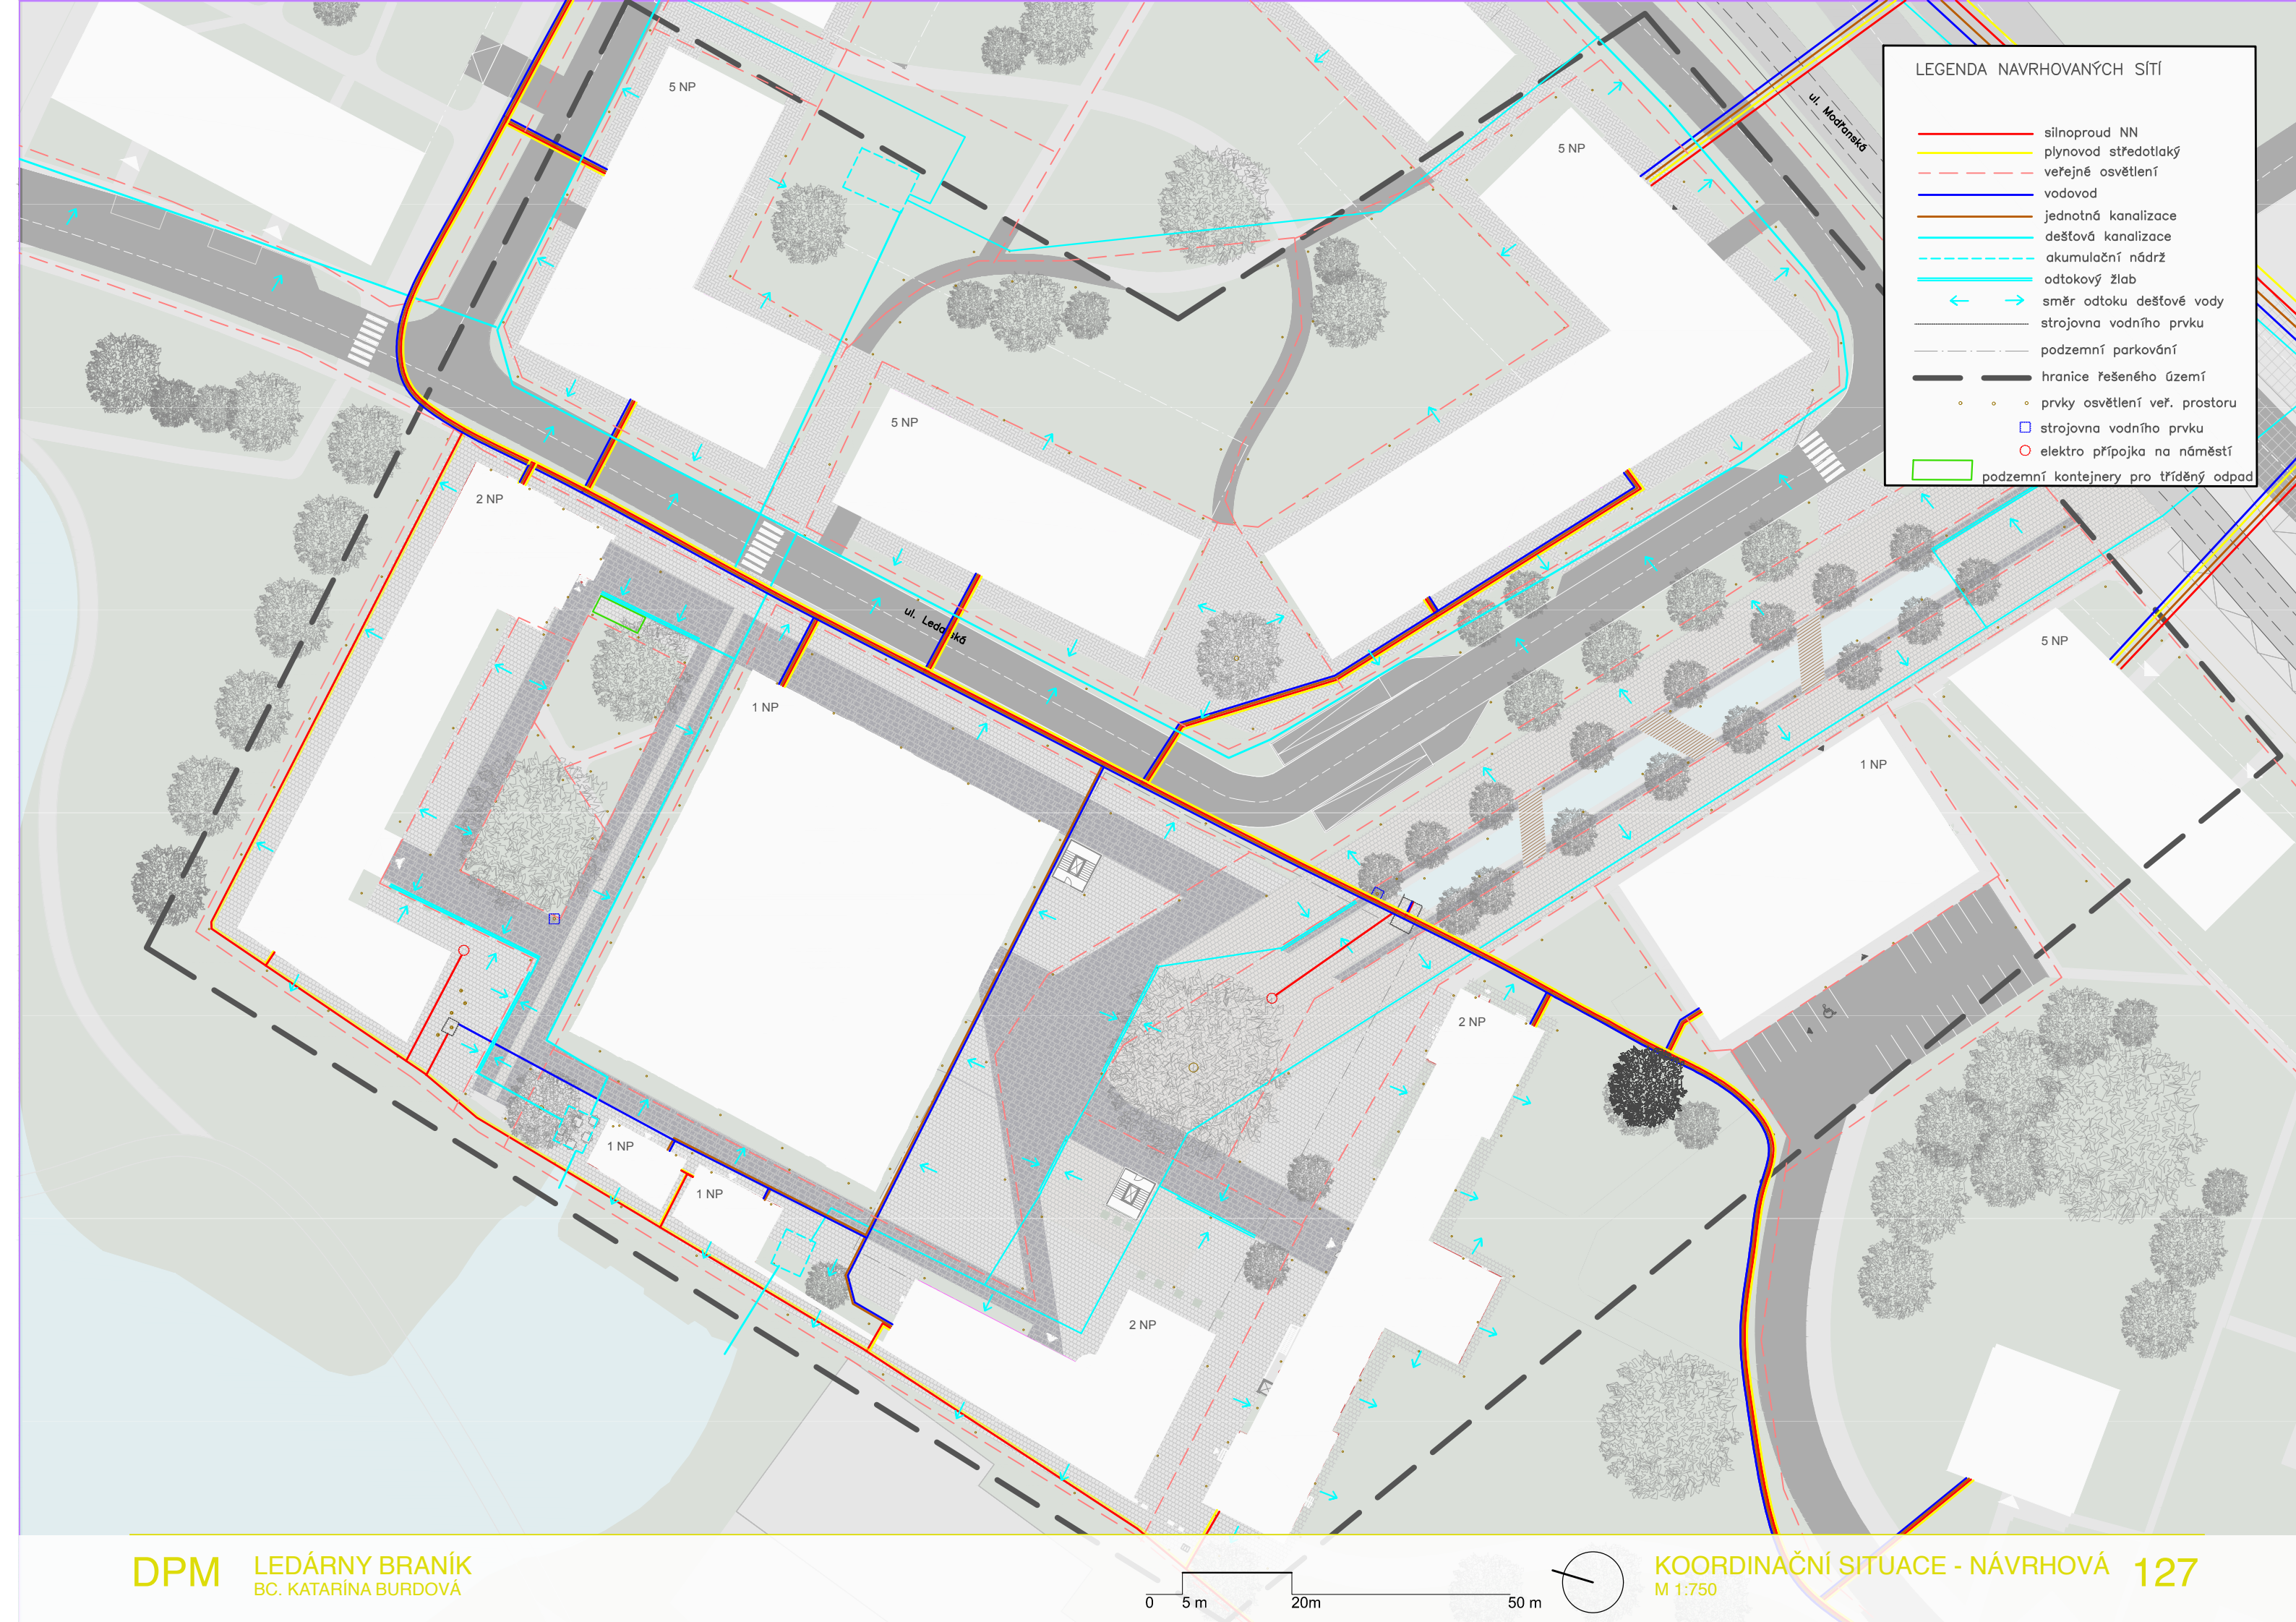 5 NP
5 NP
5 NP
2 NP
1 NP
5 NP
1 NP
2 NP
1 NP
1 NP
2 NP
ul. Modřanská
LEGENDA NAVRHOVANÝCH SÍTÍ
silnoproud NN
plynovod středotlaký
veřejné osvětlení
vodovod
jednotná kanalizace
dešťová kanalizace
akumulační nádrž
odtokový žlab
směr odtoku dešťové vody
strojovna vodního prvku
podzemní parkování
hranice řešeného území
prvky osvětlení veř. prostoru
strojovna vodního prvku
elektro přípojka na náměstí
podzemní kontejnery pro tříděný odpad
DPM
LEDÁRNY BRANÍK
BC. KATARÍNA BURDOVÁ
0 5 m 20m 50 m
KOORDINAČNÍ SITUACE - NÁVRHOVÁ
M 1:750
127